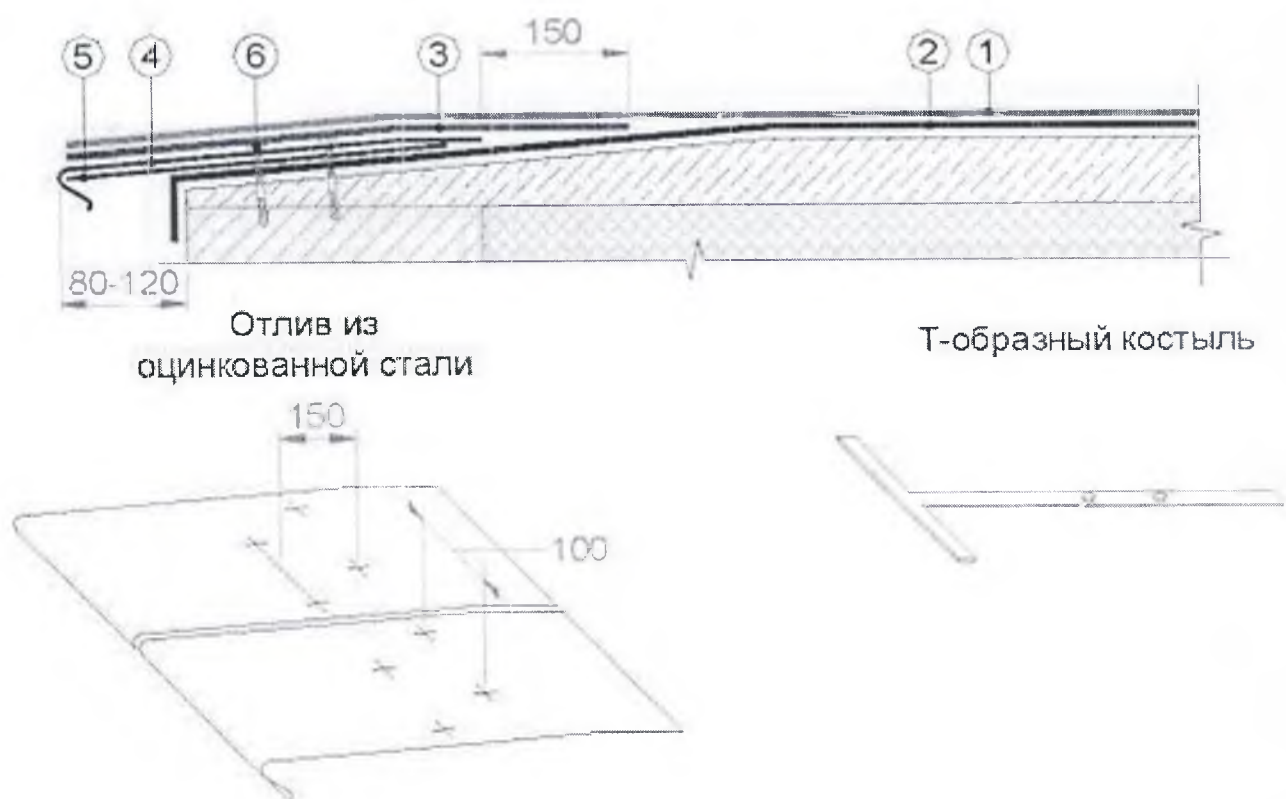 5 4 6 3 150 2 1
80-120
Отлив из
оцинкованной стали
Т-образный костыль
150
100